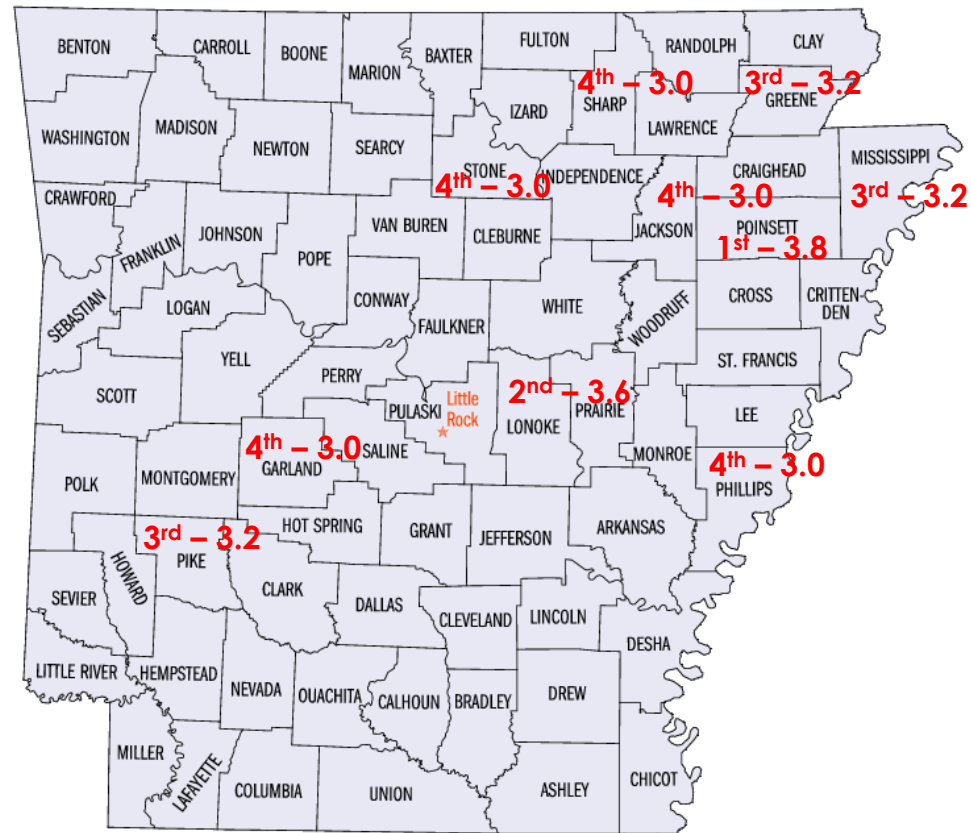 BENTON
CARROLL
BOONE
MARION
BAXTER
FULTON
RANDOLPH
CLAY
4th – 3.0
SHARP
3rd – 3.2
GREENE
IZARD
LAWRENCE
WASHINGTON
MADISON
NEWTON
SEARCY
STONE
4th – 3.0
INDEPENDENCE
CRAIGHEAD
MISSISSIPPI
4th – 3.0
3rd – 3.2
CRAWFORD
FRANKLIN
JOHNSON
POPE
VAN BUREN
CLEBURNE
JACKSON
POINSETT
1st – 3.8
SEBASTIAN
LOGAN
CONWAY
FAULKNER
WHITE
WOODRUFF
CROSS
CRITTEN-
DEN
SCOTT
YELL
PERRY
PULASKI
Little
Rock
2nd – 3.6
LONOKE
PRAIRIE
ST. FRANCIS
LEE
POLK
MONTGOMERY
4th – 3.0
GARLAND
SALINE
MONROE
4th – 3.0
PHILLIPS
3rd – 3.2
PIKE
HOT SPRING
GRANT
JEFFERSON
ARKANSAS
SEVIER
HOWARD
CLARK
DALLAS
CLEVELAND
LINCOLN
DESHA
LITTLE RIVER
HEMPSTEAD
NEVADA
OUACHITA
CALHOUN
BRADLEY
DREW
MILLER
LAFAYETTE
COLUMBIA
UNION
ASHLEY
CHICOT